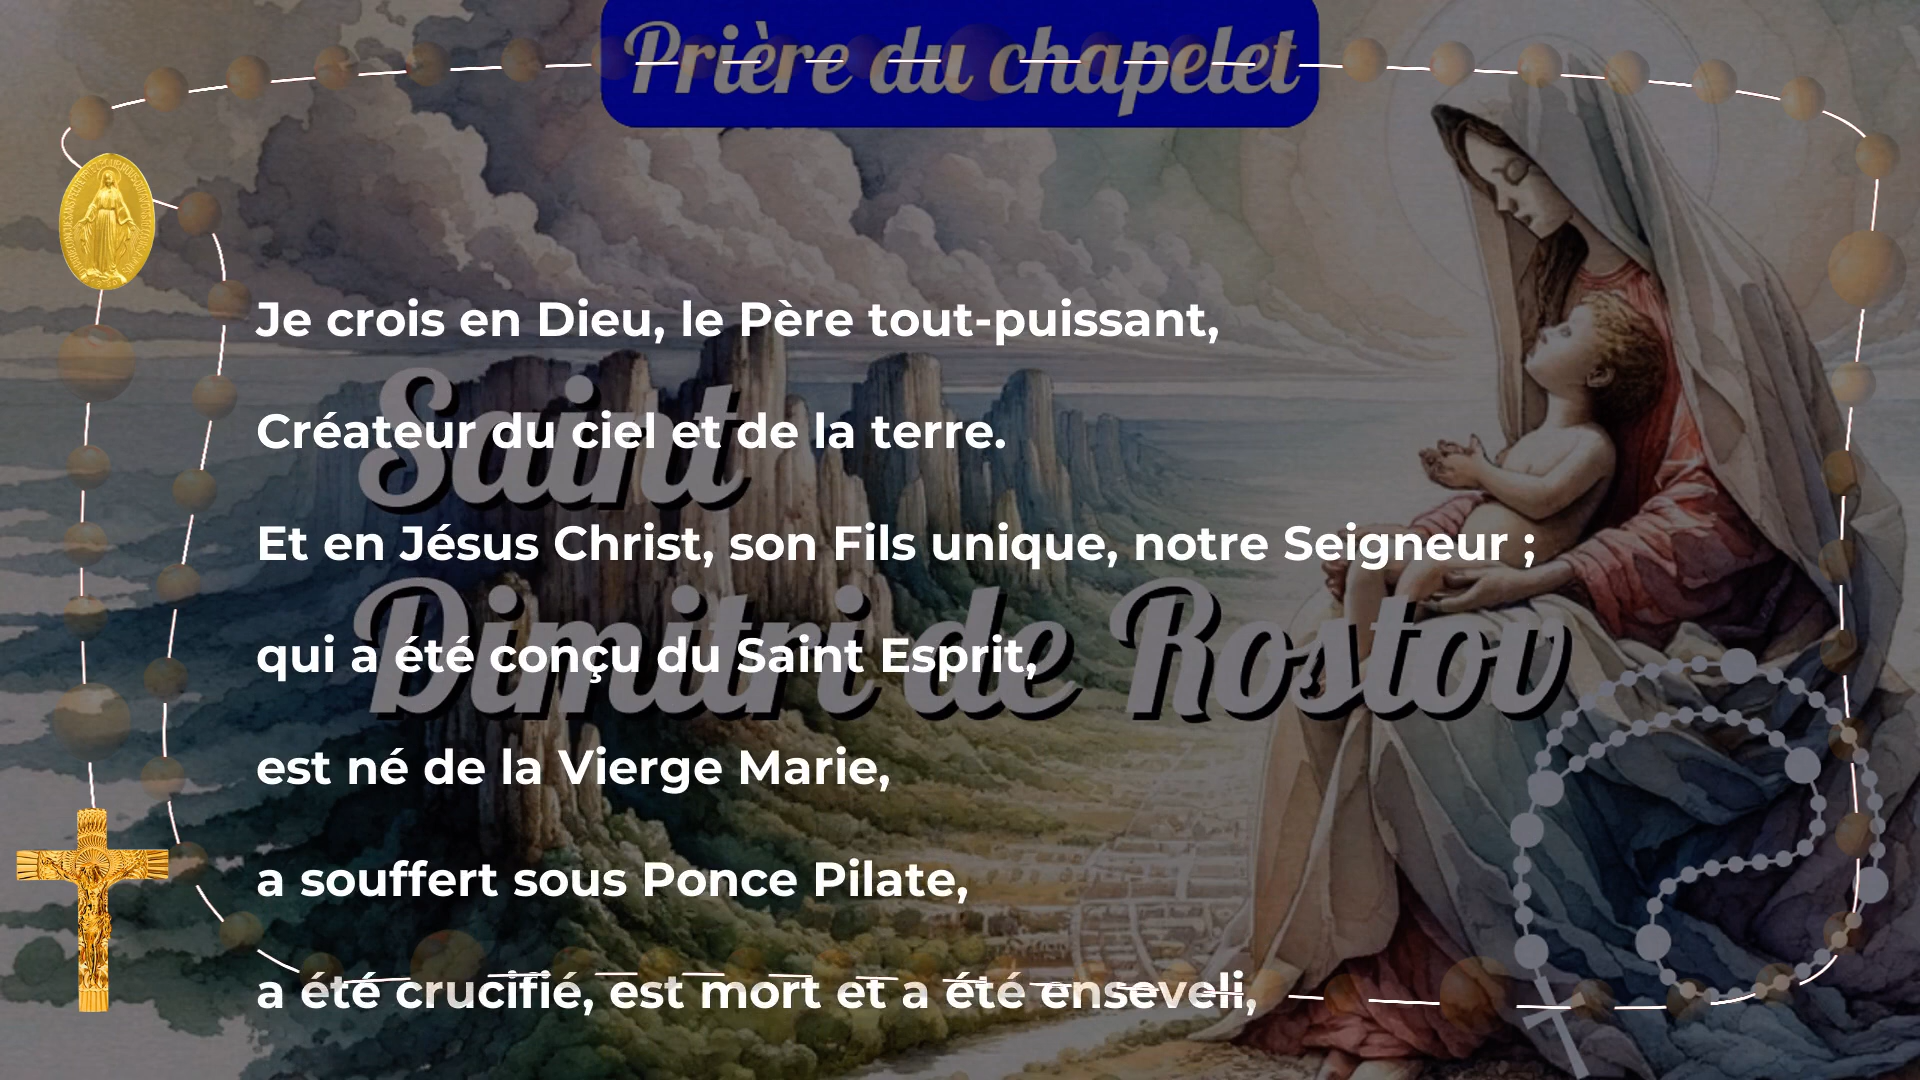 Prière du chapelet
Je crois en Dieu, le Père tout-puissant,
Saint
Créateur du ciel et de la terre.
Et en Jésus Christ, son Fils unique, notre Seigneur ;
Dimitri de Rostov
qui a été conçu du Saint Esprit,
est né de la Vierge Marie,
a souffert sous Ponce Pilate,
a été crucifié, est mort et a été enseveli,